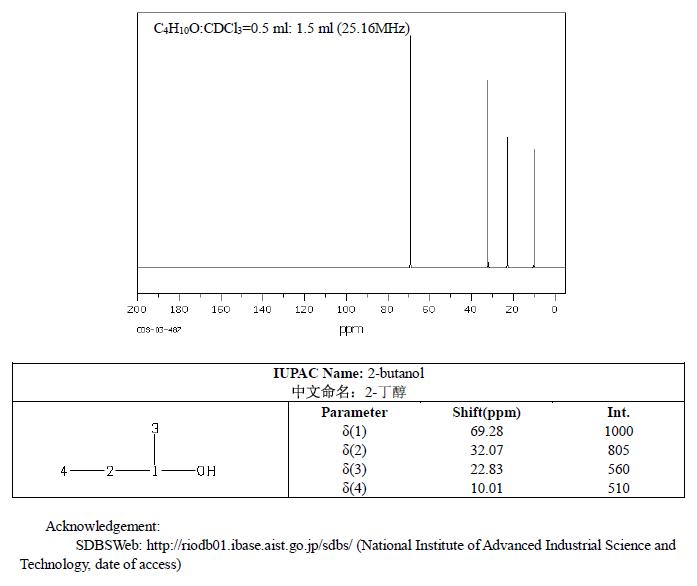 C₄H₁₀O:CDCl₃=0.5 ml: 1.5 ml (25.16MHz)
200 180 160 140 120 100 80 60 40 20 0
CDS-03-467
ppm
IUPAC Name: 2-butanol
中文命名：2-丁醇
Parameter Shift(ppm) Int.
δ(1) 69.28 1000
δ(2) 32.07 805
δ(3) 22.83 560
δ(4) 10.01 510
3
4 2 1 OH
Acknowledgement:
SDBSWeb: http://riodb01.ibase.aist.go.jp/sdbs/ (National Institute of Advanced Industrial Science and
Technology, date of access)